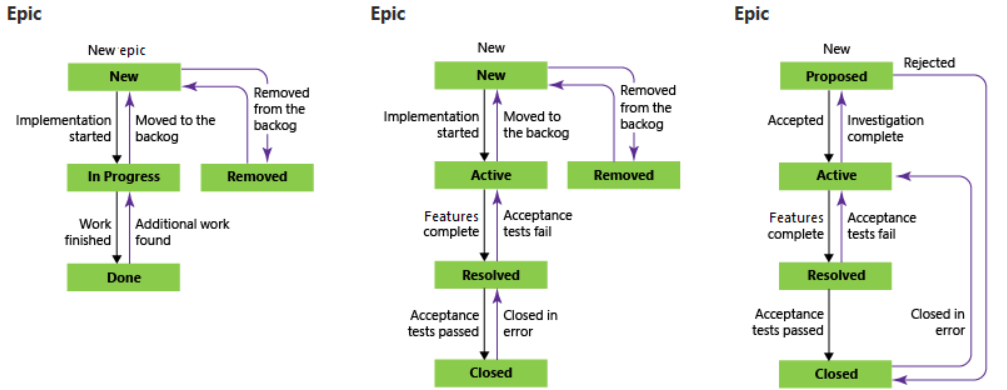 Epic
New epic
New
Implementation
started
Moved to the
backog
Removed
from the
backog
In Progress
Removed
Work
finished
Additional work
found
Done
Epic
New
New
Implementation
started
Moved to
the backog
Removed
from the
backog
Active
Removed
Features
complete
Acceptance
tests fail
Resolved
Acceptance
tests passed
Closed in
error
Closed
Epic
New
Proposed
Rejected
Accepted
Investigation
complete
Active
Features
complete
Acceptance
tests fail
Resolved
Acceptance
tests passed
Closed in
error
Closed